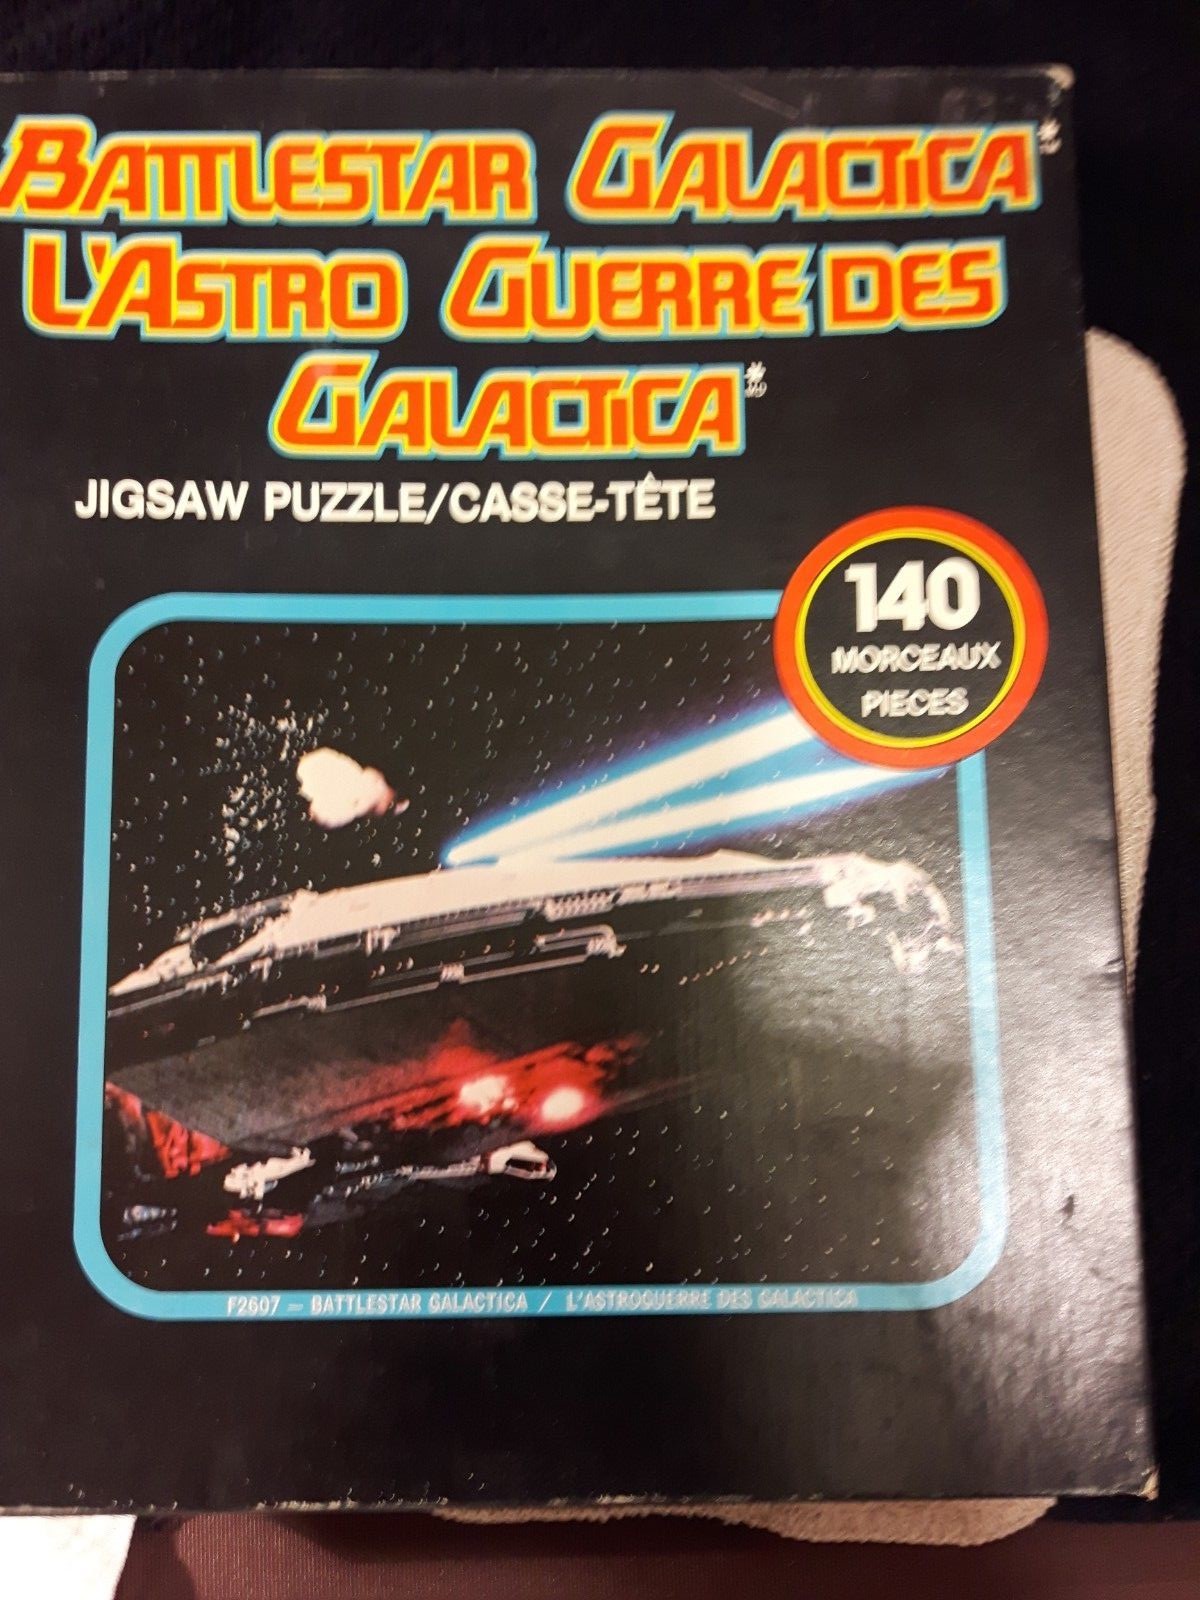 BATTLESTAR GALACTICA*
L'ASTRO GUERRE DES
GALACTICA*
JIGSAW PUZZLE/CASSE-TÊTE
140
MORCEAUX
PIECES
F2607 — BATTLESTAR GALACTICA / L'ASTROGUERRE DES GALACTICA